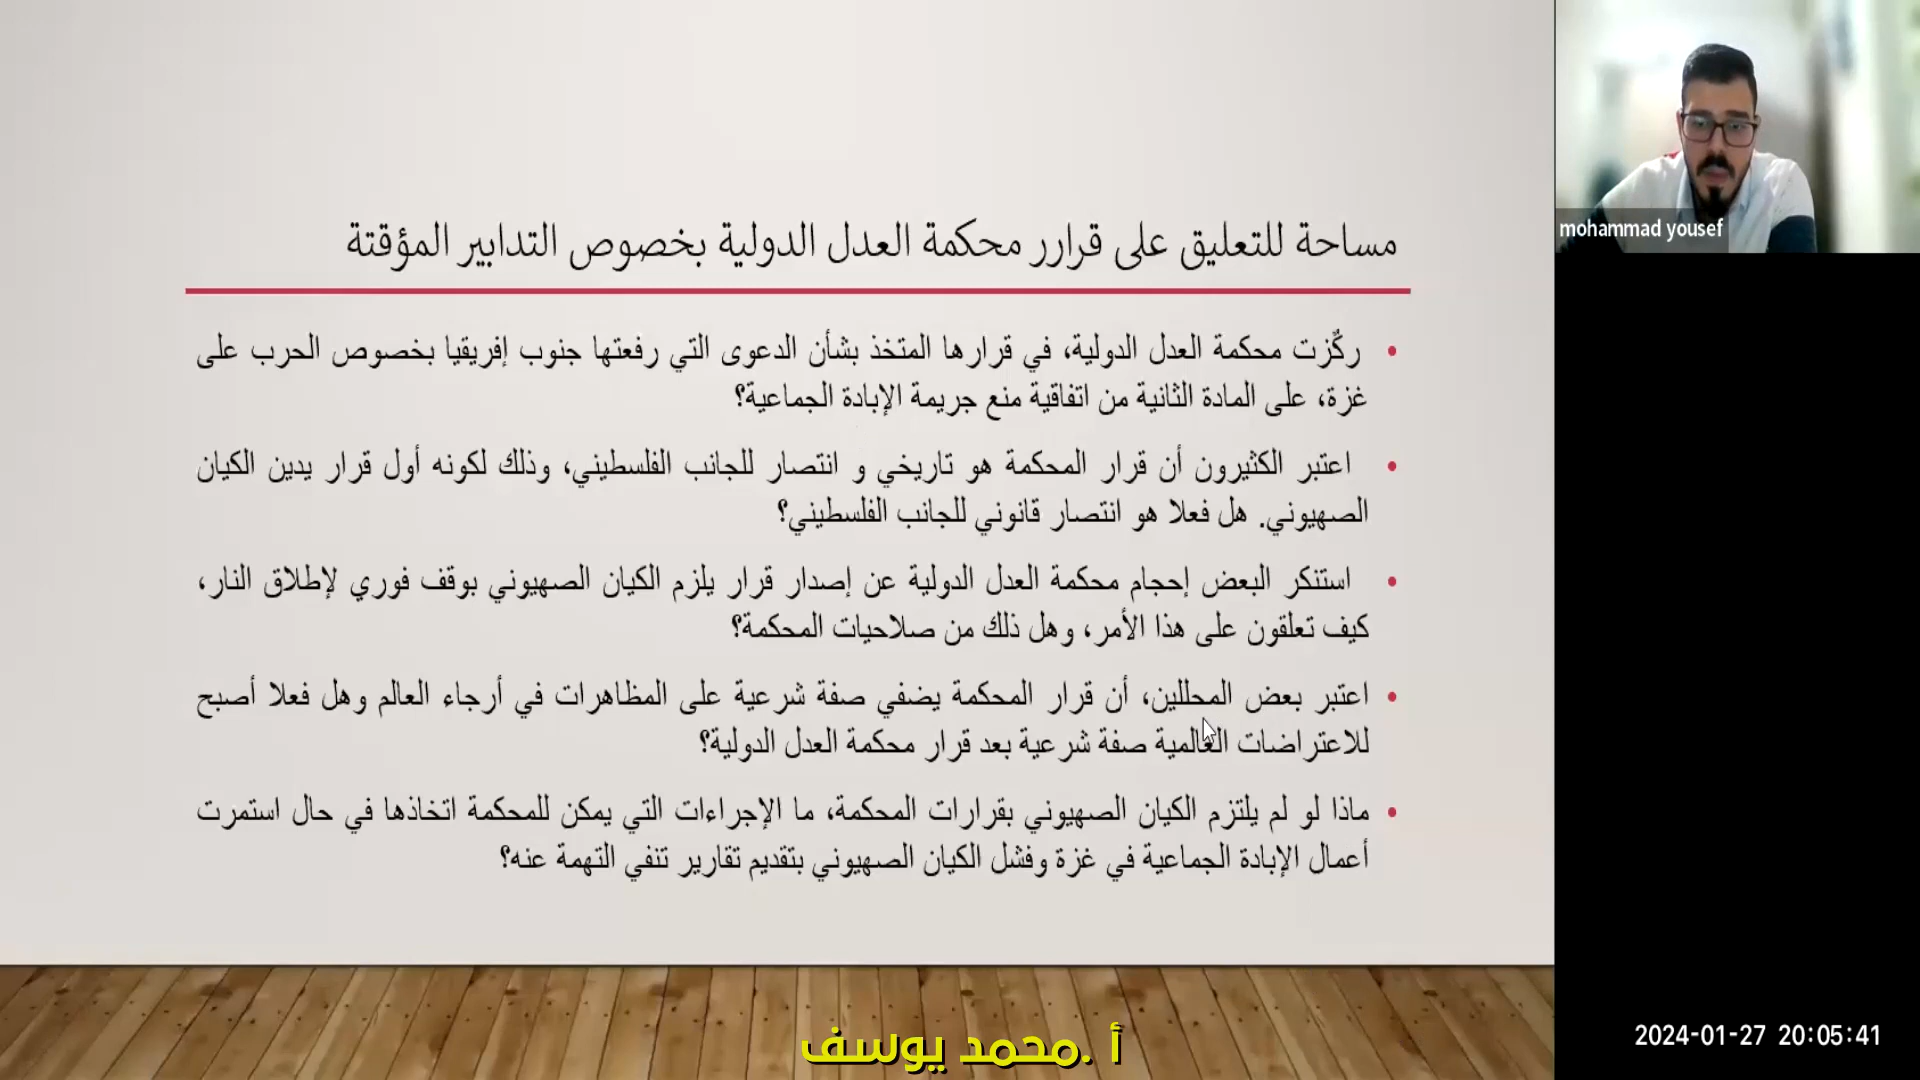 مساحة للتعليق على قرارر محكمة العدل الدولية بخصوص التدابير المؤقتة
• ركّزت محكمة العدل الدولية، في قرارها المتخذ بشأن الدعوى التي رفعتها جنوب إفريقيا بخصوص الحرب على
غزة، على المادة الثانية من اتفاقية منع جريمة الإبادة الجماعية؟
• اعتبر الكثيرون أن قرار المحكمة هو تاريخي و انتصار للجانب الفلسطيني، وذلك لكونه أول قرار يدين الكيان
الصهيوني. هل فعلا هو انتصار قانوني للجانب الفلسطيني؟
• استنكر البعض إحجام محكمة العدل الدولية عن إصدار قرار يلزم الكيان الصهيوني بوقف فوري لإطلاق النار،
كيف تعلقون على هذا الأمر، وهل ذلك من صلاحيات المحكمة؟
• اعتبر بعض المحللين، أن قرار المحكمة يضفي صفة شرعية على المظاهرات في أرجاء العالم وهل فعلا أصبح
للاعتراضات العالمية صفة شرعية بعد قرار محكمة العدل الدولية؟
• ماذا لو لم يلتزم الكيان الصهيوني بقرارات المحكمة، ما الإجراءات التي يمكن للمحكمة اتخاذها في حال استمرت
أعمال الإبادة الجماعية في غزة وفشل الكيان الصهيوني بتقديم تقارير تنفي التهمة عنه؟
mohammad yousef
أ .محمد يوسف
2024-01-27 20:05:41